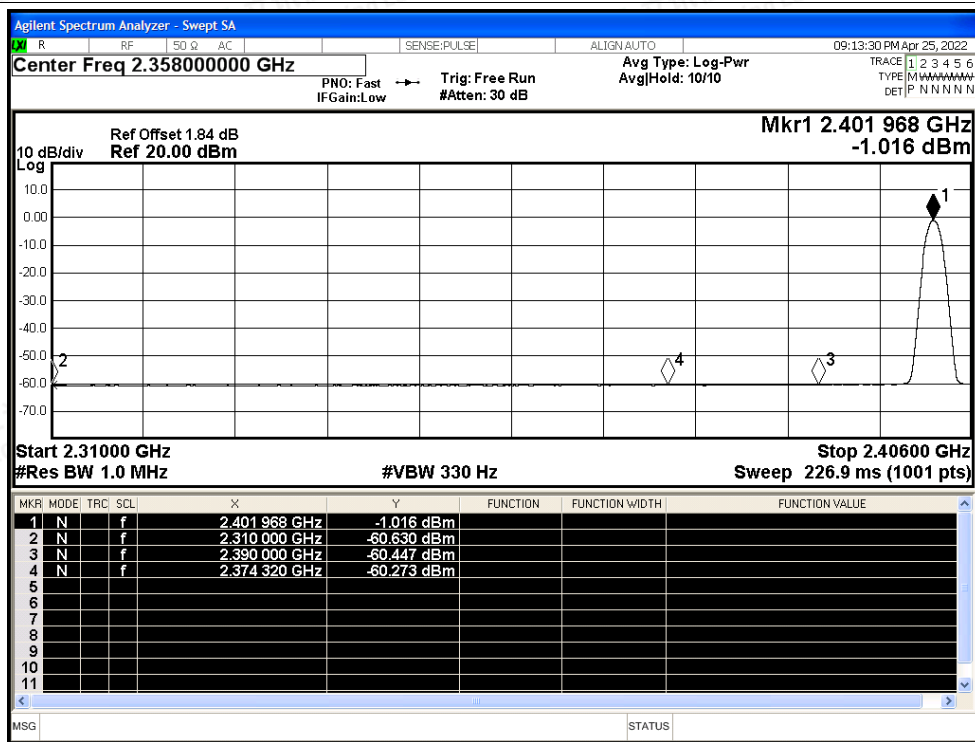 Agilent Spectrum Analyzer - Swept SA
LXI R RF 50 Ω AC SENSE:PULSE ALIGN AUTO 09:13:30 PM Apr 25, 2022
Center Freq 2.358000000 GHz
PNO: Fast Trig: Free Run Avg Type: Log-Pwr TRACE 1 2 3 4 5 6
IFGain:Low #Atten: 30 dB Avg|Hold: 10/10 TYPE M
DET P N N N N N
Ref Offset 1.84 dB Mkr1 2.401 968 GHz
10 dB/div Ref 20.00 dBm -1.016 dBm
Log
10.0
0.00
-10.0
-20.0
-30.0
-40.0
-50.0
-60.0
-70.0
1
2
4
3
Start 2.31000 GHz Stop 2.40600 GHz
#Res BW 1.0 MHz #VBW 330 Hz Sweep 226.9 ms (1001 pts)
MKR MODE TRC SCL X Y FUNCTION FUNCTION WIDTH FUNCTION VALUE
1 N f 2.401 968 GHz -1.016 dBm
2 N f 2.310 000 GHz -60.630 dBm
3 N f 2.390 000 GHz -60.447 dBm
4 N f 2.374 320 GHz -60.273 dBm
5
6
7
8
9
10
11
MSG STATUS